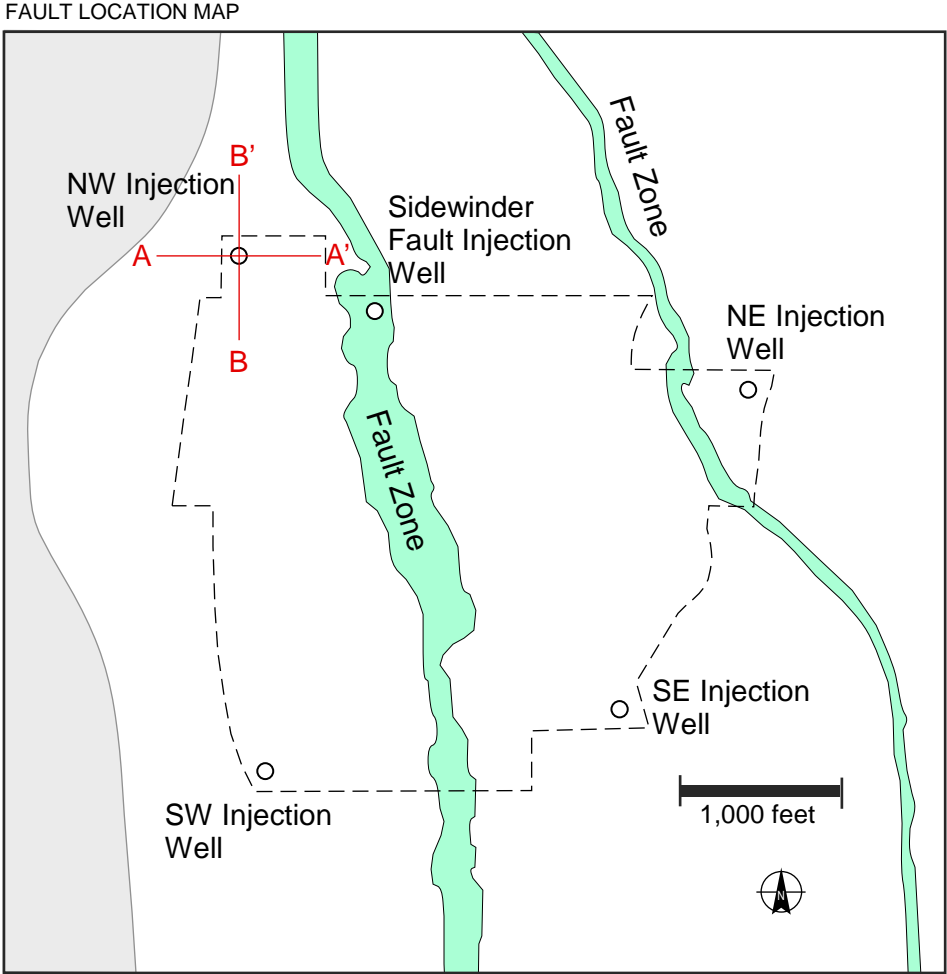 FAULT LOCATION MAP
B’
NW Injection
Well
A
A’
B
Sidewinder
Fault Injection
Well
Fault Zone
NE Injection
Well
Fault Zone
SE Injection
Well
1,000 feet
SW Injection
Well
N